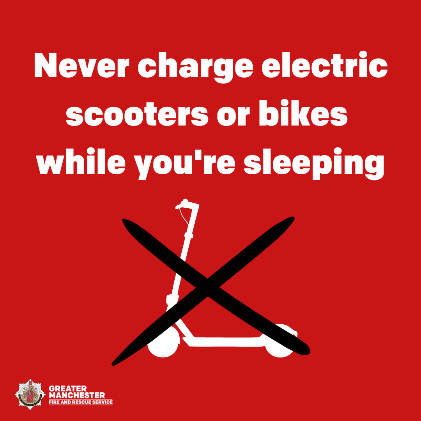 Never charge electric
scooters or bikes
while you're sleeping
GREATER
MANCHESTER
FIRE AND RESCUE SERVICE